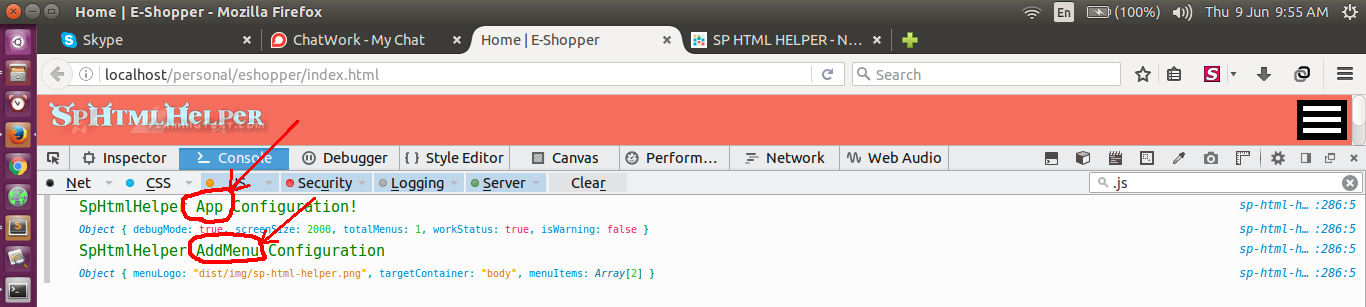 Home | E-Shopper - Mozilla Firefox
En (100%) Thu 9 Jun 9:55 AM
Skype
ChatWork - My Chat
Home | E-Shopper
SP HTML HELPER - N...
localhost/personal/eshopper/index.html
Search
SpHtmlHelper
Inspector Console Debugger Style Editor Canvas Perform... Network Web Audio
Net CSS Security Logging Server Clear .js
SpHtmlHelper App Configuration! sp-html-h... :286:5
Object { debugMode: true, screenSize: 2000, totalMenus: 1, workStatus: true, isWarning: false } sp-html-h... :286:5
SpHtmlHelper AddMenu Configuration sp-html-h... :286:5
Object { menuLogo: "dist/img/sp-html-helper.png", targetContainer: "body", menuItems: Array[2] } sp-html-h... :286:5